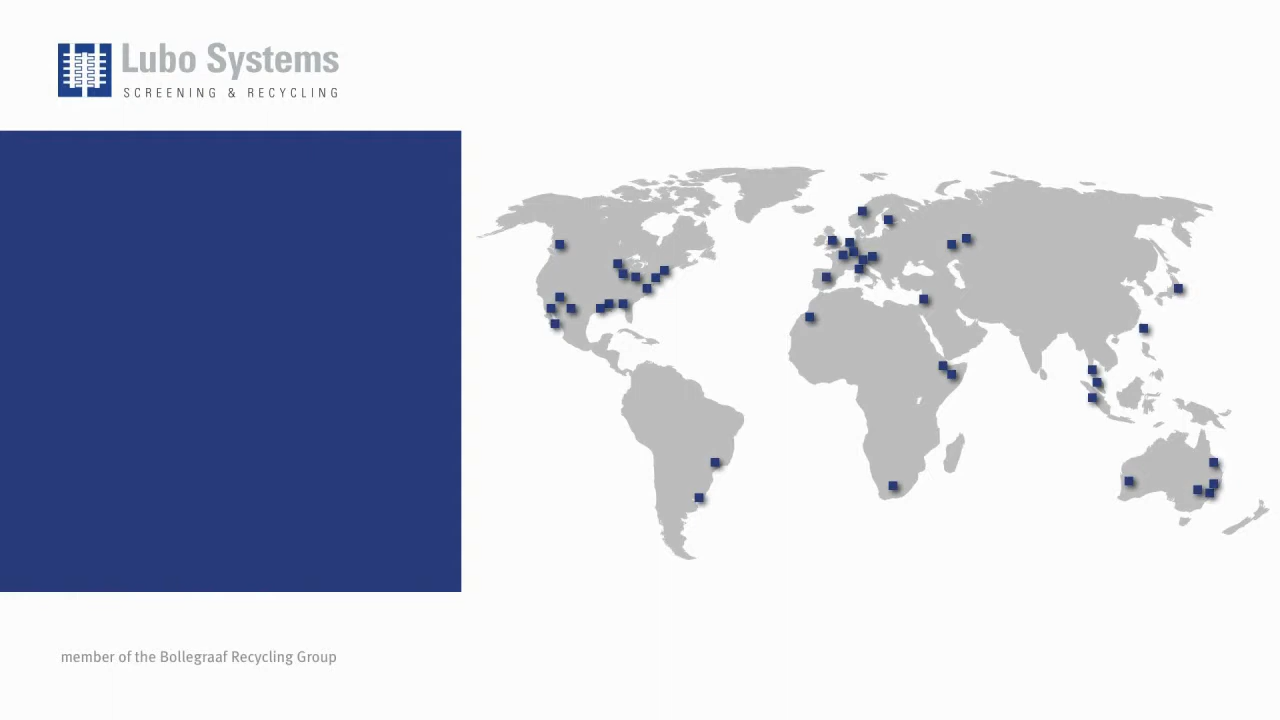 Lubo Systems
SCREENING & RECYCLING
member of the Bollegraaf Recycling Group